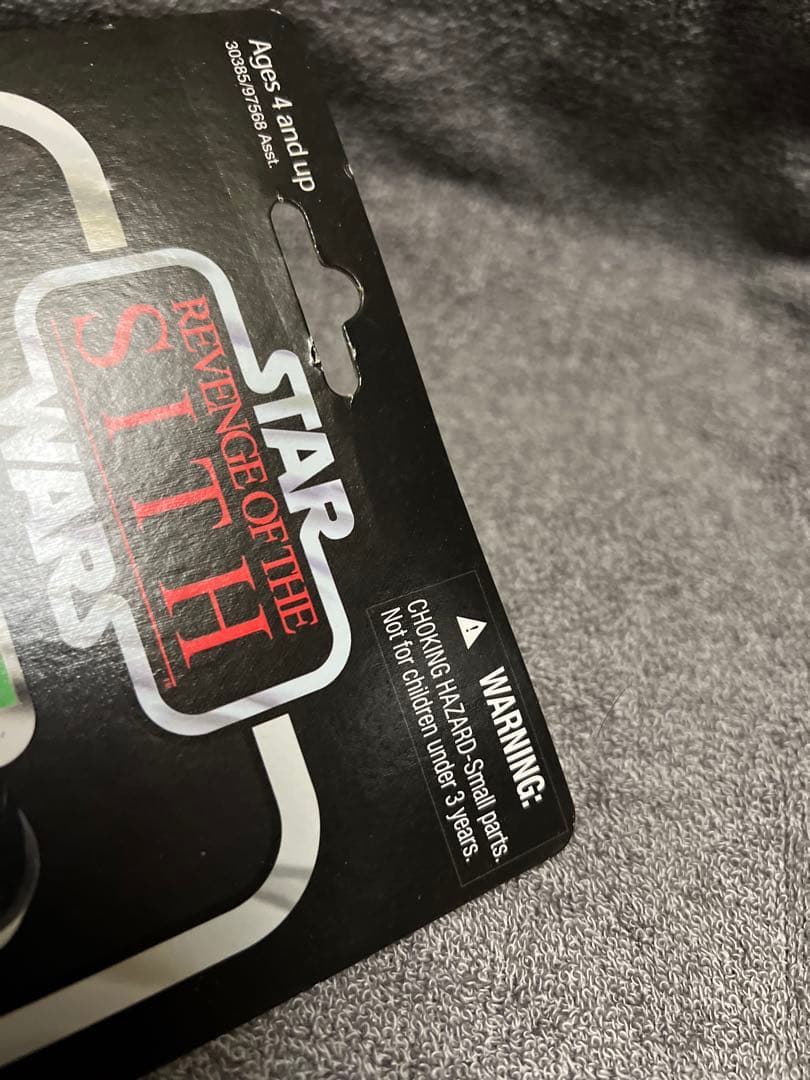 Ages 4 and up
30385/97568 Asst.
STAR
REVENGE OF THE
SITH
TM
WARS
WARNING:
CHOKING HAZARD–Small parts.
Not for children under 3 years.